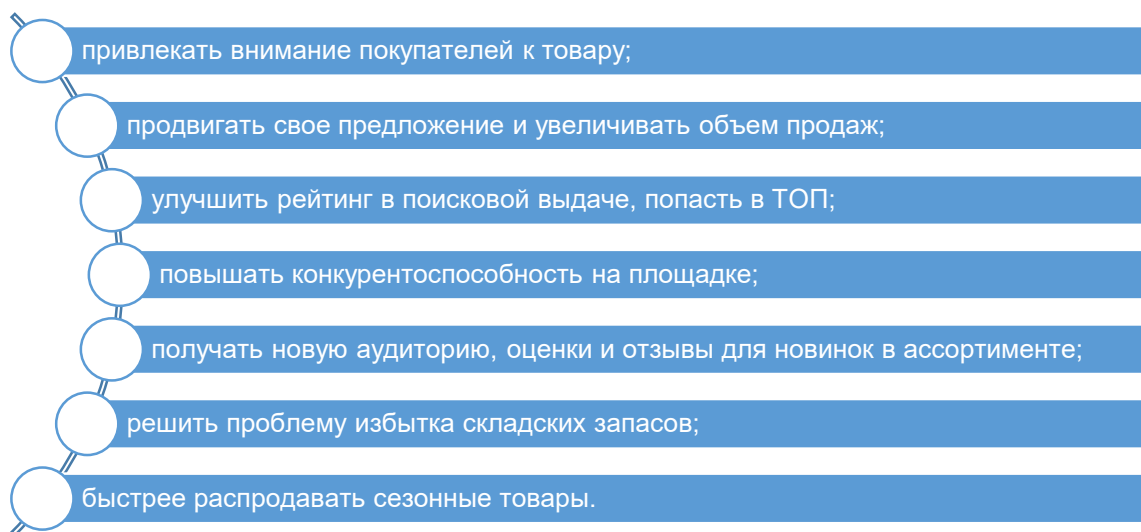 привлекать внимание покупателей к товару;
продвигать свое предложение и увеличивать объем продаж;
улучшить рейтинг в поисковой выдаче, попасть в ТОП;
повышать конкурентоспособность на площадке;
получать новую аудиторию, оценки и отзывы для новинок в ассортименте;
решить проблему избытка складских запасов;
быстрее распродавать сезонные товары.